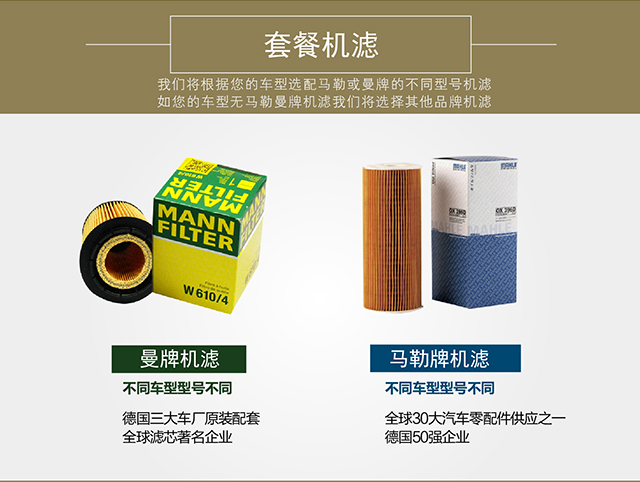 套餐机滤
我们将根据您的车型选配马勒或曼牌的不同型号机滤
如您的车型无马勒曼牌机滤我们将选择其他品牌机滤
W 610/4
MANN
FILTER
MANN
FILTER
W 610/4
MAHLE
MAHLE
曼牌机滤
不同车型型号不同
德国三大车厂原装配套
全球滤芯著名企业
马勒牌机滤
不同车型型号不同
全球30大汽车零配件供应之一
德国50强企业